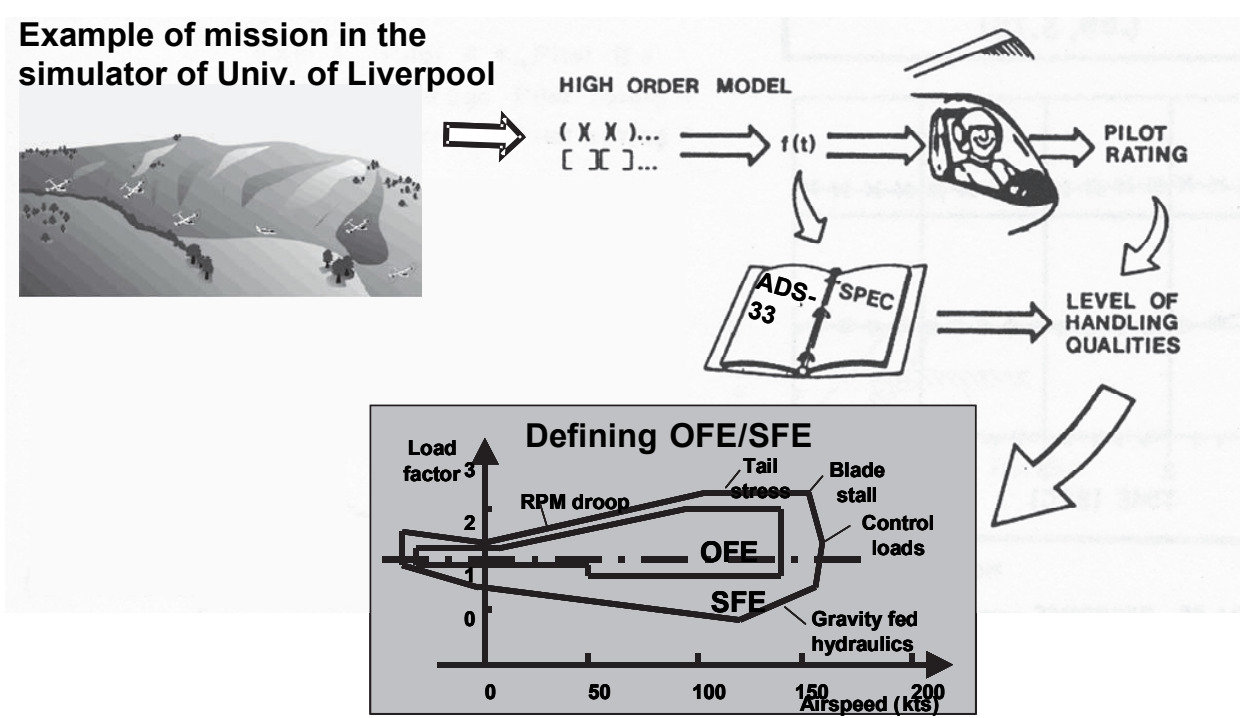 Example of mission in the
simulator of Univ. of Liverpool
HIGH ORDER MODEL
( X X )...
[ ][ ]...
f(t)
PILOT
RATING
ADS-
33
SPEC
LEVEL OF
HANDLING
QUALITIES
Defining OFE/SFE
Load
factor
3
2
1
0
RPM droop
Tail
stress
Blade
stall
Control
loads
OFE
SFE
Gravity fed
hydraulics
0 50 100 150 200
Airspeed (kts)